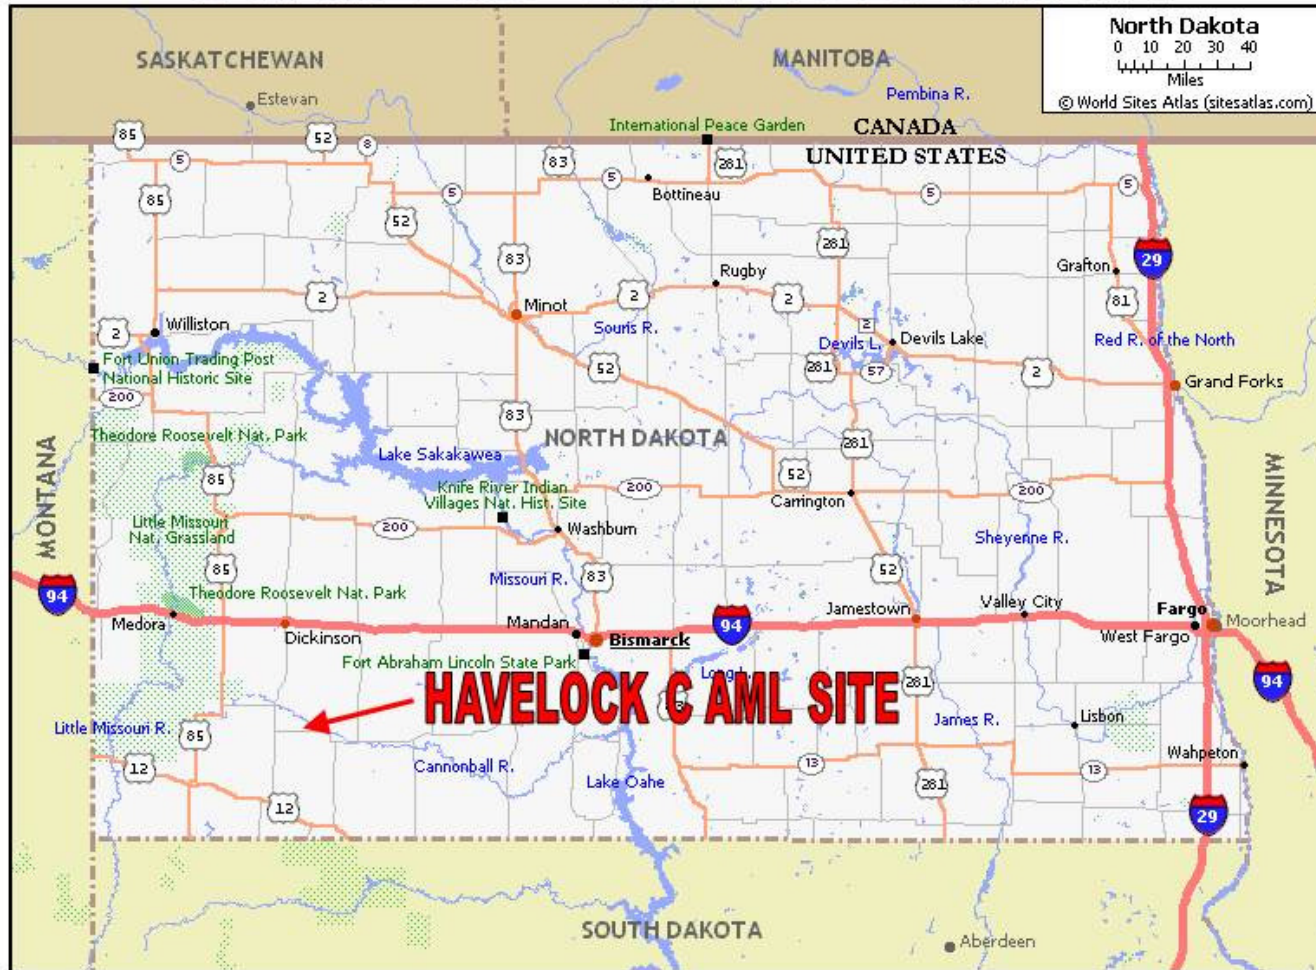 North Dakota
0 10 20 30 40
Miles
© World Sites Atlas (sitesatlas.com)
SASKATCHEWAN
MANITOBA
Estevan
Pembina R.
International Peace Garden
CANADA
UNITED STATES
85
52
8
5
83
5
281
5
5
85
52
5
Bottineau
83
281
29
Rugby
Grafton
2
2
2
81
Minot
Williston
2
Souris R.
2
Devils L.
Devils Lake
Red R. of the North
Fort Union Trading Post
National Historic Site
52
281
57
2
Grand Forks
200
83
Theodore Roosevelt Nat. Park
NORTH DAKOTA
281
MONTANA
MINNESOTA
Lake Sakakawea
85
52
Knife River Indian
Villages Nat. Hist. Site
200
200
Carrington
Little Missouri
Nat. Grassland
200
Washburn
Sheyenne R.
85
Missouri R.
83
52
94
Theodore Roosevelt Nat. Park
Medora
Dickinson
Mandan
Bismarck
94
Jamestown
Valley City
Fargo
West Fargo
Moorhead
Fort Abraham Lincoln State Park
Long L.
281
94
HAVELOCK C AML SITE
Little Missouri R.
85
James R.
Lisbon
12
Cannonball R.
13
13
Wahpeton
Lake Oahe
281
12
29
SOUTH DAKOTA
Aberdeen